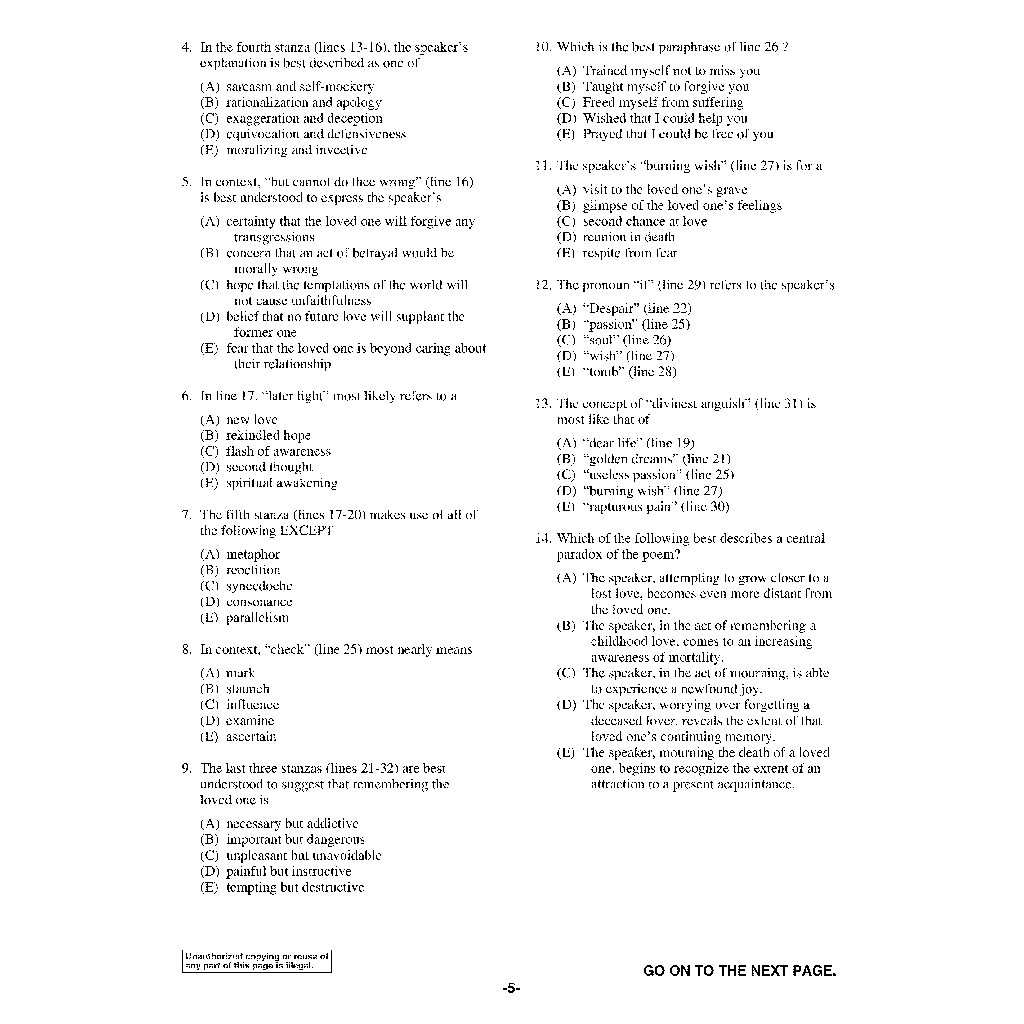 4. In the fourth stanza (lines 13-16), the speaker's
explanation is best described as one of
(A) sarcasm and self-mockery
(B) rationalization and apology
(C) exaggeration and deception
(D) equivocation and defensiveness
(E) moralizing and invective
5. In context, "but cannot do thee wrong" (line 16)
is best understood to express the speaker's
(A) certainty that the loved one will forgive any
transgressions
(B) concern that an act of betrayal would be
morally wrong
(C) hope that the temptations of the world will
not cause unfaithfulness
(D) belief that no future love will supplant the
former one
(E) fear that the loved one is beyond caring about
their relationship
6. In line 17, "later light" most likely refers to a
(A) new love
(B) rekindled hope
(C) flash of awareness
(D) second thought
(E) spiritual awakening
7. The fifth stanza (lines 17-20) makes use of all of
the following EXCEPT
(A) metaphor
(B) repetition
(C) synecdoche
(D) consonance
(E) parallelism
8. In context, "check" (line 25) most nearly means
(A) mark
(B) staunch
(C) influence
(D) examine
(E) ascertain
9. The last three stanzas (lines 21-32) are best
understood to suggest that remembering the
loved one is
(A) necessary but addictive
(B) important but dangerous
(C) unpleasant but unavoidable
(D) painful but instructive
(E) tempting but destructive
10. Which is the best paraphrase of line 26 ?
(A) Trained myself not to miss you
(B) Taught myself to forgive you
(C) Freed myself from suffering
(D) Wished that I could help you
(E) Prayed that I could be free of you
11. The speaker's "burning wish" (line 27) is for a
(A) visit to the loved one's grave
(B) glimpse of the loved one's feelings
(C) second chance at love
(D) reunion in death
(E) respite from fear
12. The pronoun "it" (line 29) refers to the speaker's
(A) "Despair" (line 22)
(B) "passion" (line 25)
(C) "soul" (line 26)
(D) "wish" (line 27)
(E) "tomb" (line 28)
13. The concept of "divinest anguish" (line 31) is
most like that of
(A) "dear life" (line 19)
(B) "golden dreams" (line 21)
(C) "useless passion" (line 25)
(D) "burning wish" (line 27)
(E) "rapturous pain" (line 30)
14. Which of the following best describes a central
paradox of the poem?
(A) The speaker, attempting to grow closer to a
lost love, becomes even more distant from
the loved one.
(B) The speaker, in the act of remembering a
childhood love, comes to an increasing
awareness of mortality.
(C) The speaker, in the act of mourning, is able
to experience a newfound joy.
(D) The speaker, worrying over forgetting a
deceased lover, reveals the extent of that
loved one's continuing memory.
(E) The speaker, mourning the death of a loved
one, begins to recognize the extent of an
attraction to a present acquaintance.
Unauthorized copying or reuse of
any part of this page is illegal.
GO ON TO THE NEXT PAGE.
-5-